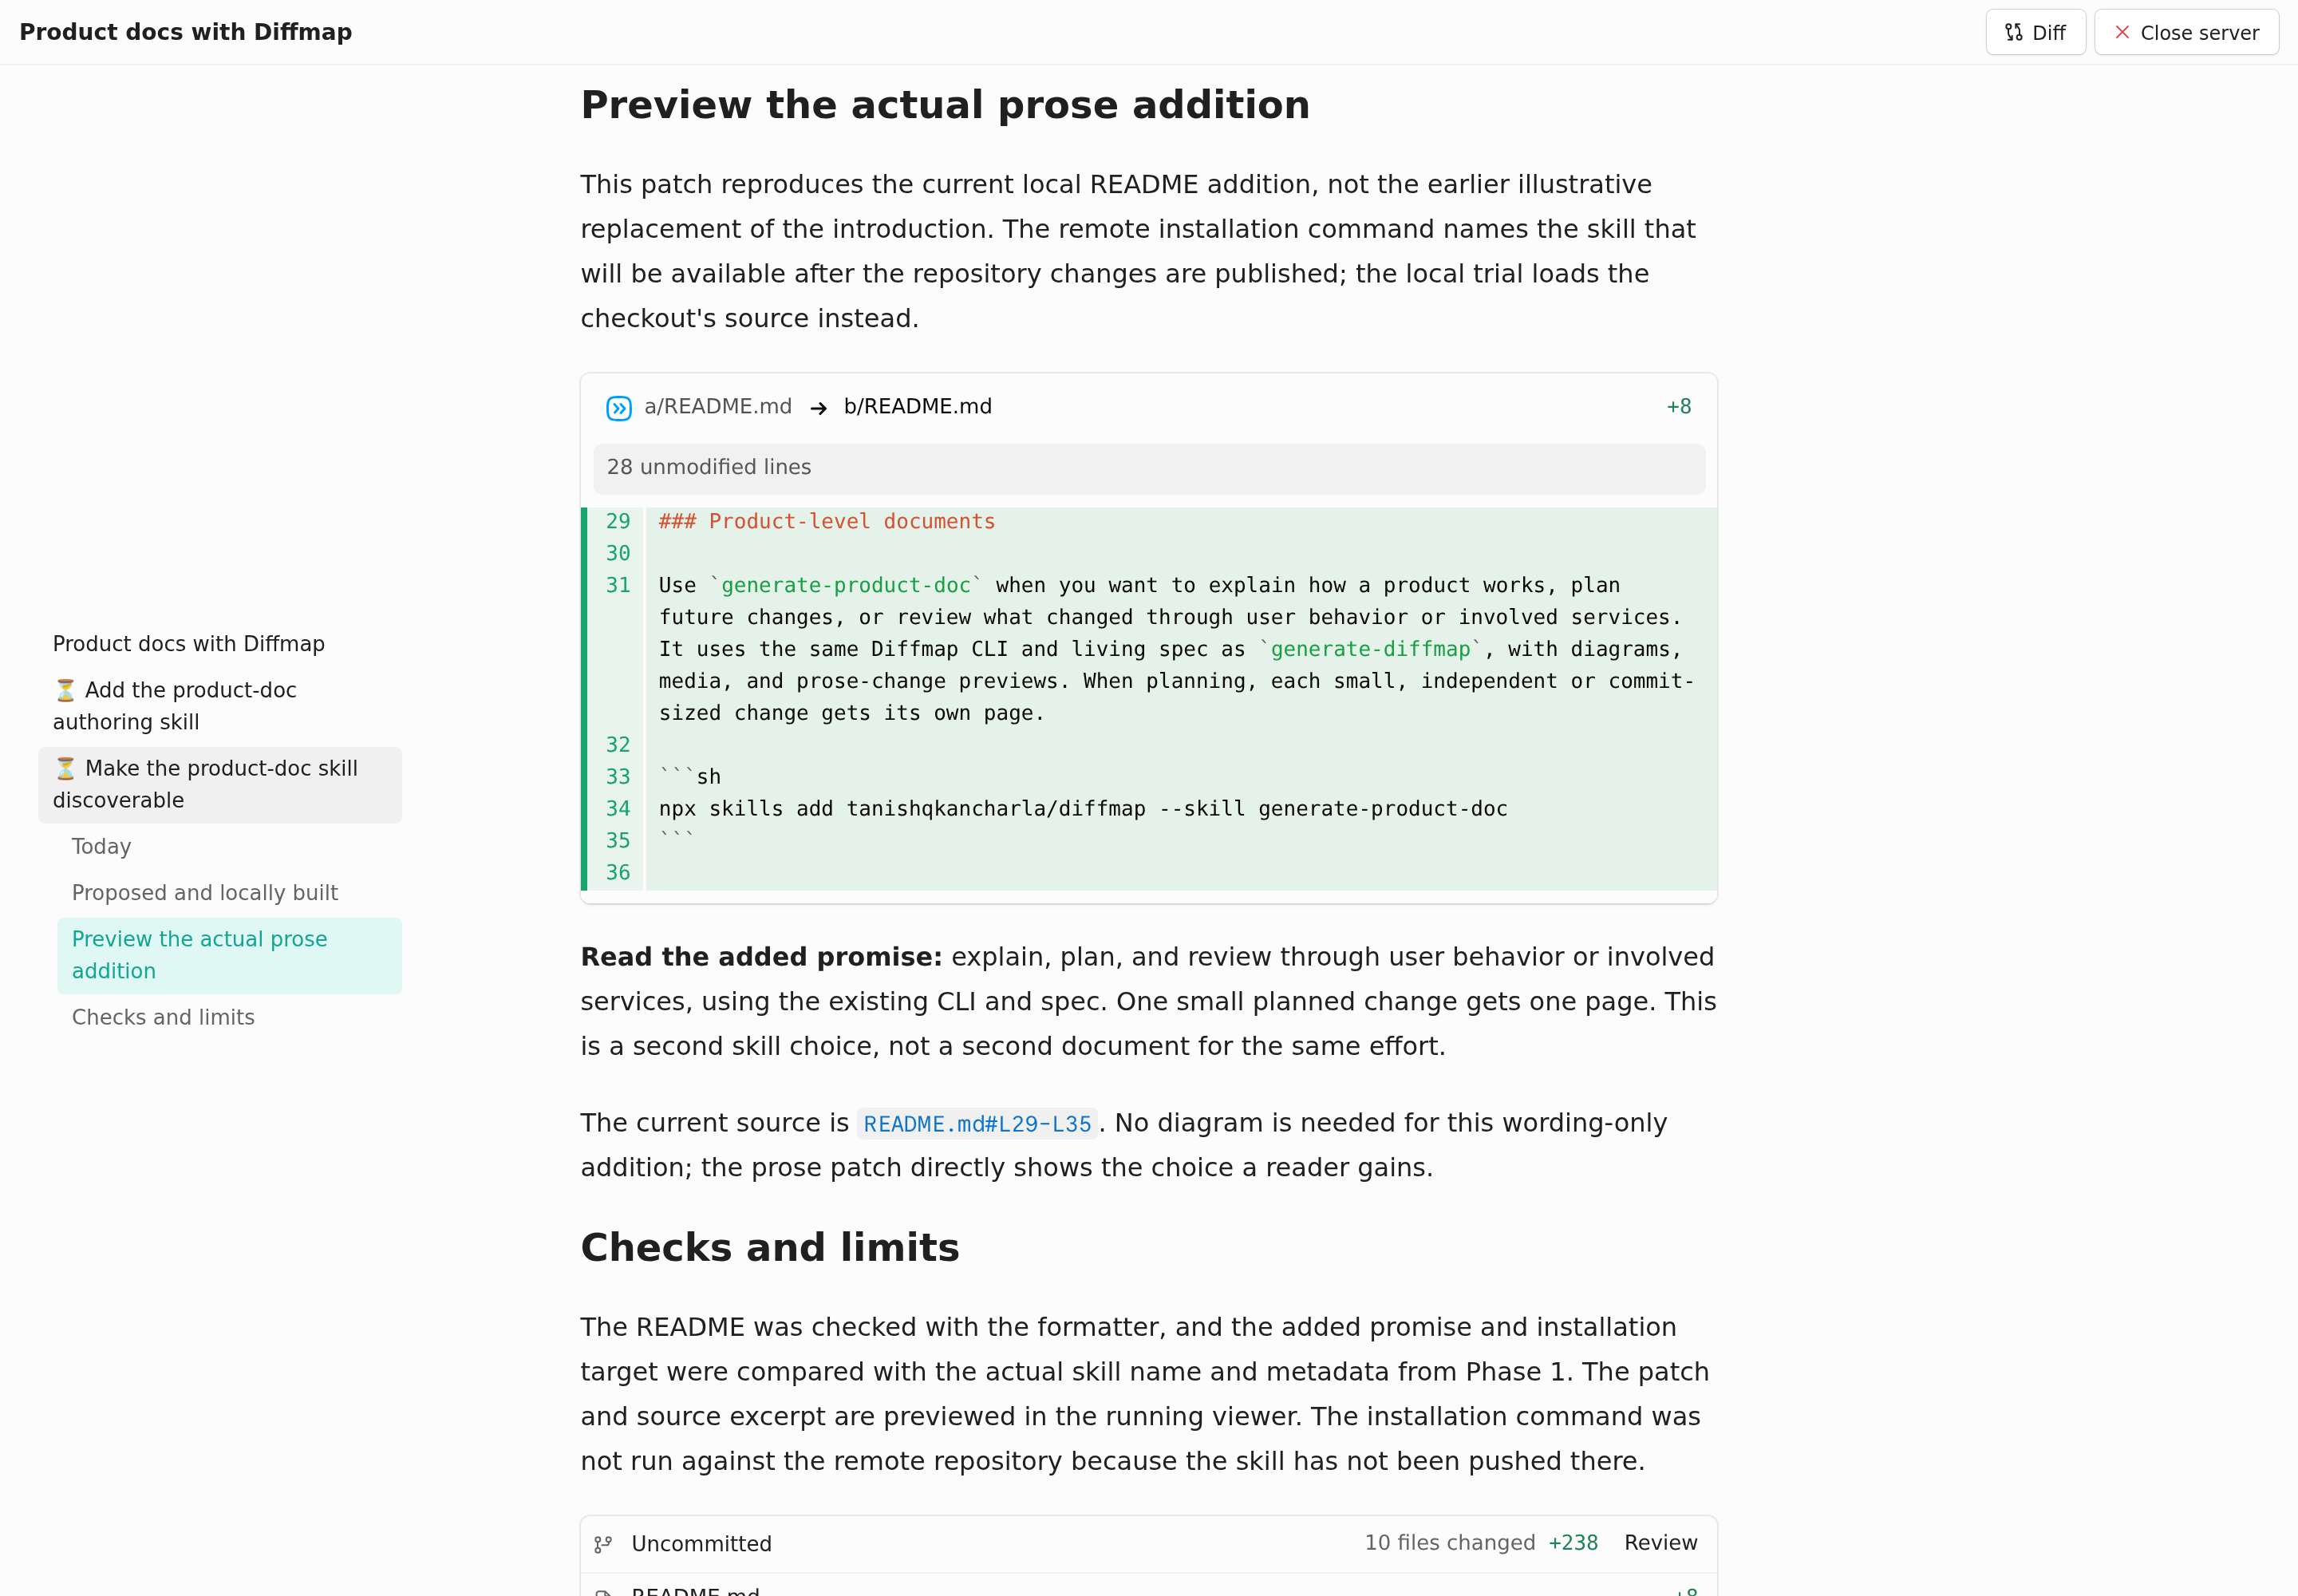 Product docs with Diffmap
Diff
Close server
Product docs with Diffmap
⏳ Add the product-doc
authoring skill
⏳ Make the product-doc skill
discoverable
Today
Proposed and locally built
Preview the actual prose
addition
Checks and limits
Preview the actual prose addition
This patch reproduces the current local README addition, not the earlier illustrative
replacement of the introduction. The remote installation command names the skill that
will be available after the repository changes are published; the local trial loads the
checkout's source instead.
a/README.md → b/README.md +8
28 unmodified lines
29 ### Product-level documents
30
31 Use `generate-product-doc` when you want to explain how a product works, plan
future changes, or review what changed through user behavior or involved services.
It uses the same Diffmap CLI and living spec as `generate-diffmap`, with diagrams,
media, and prose-change previews. When planning, each small, independent or commit-
sized change gets its own page.
32
33 ```sh
34 npx skills add tanishqkancharla/diffmap --skill generate-product-doc
35 ```
36
Read the added promise: explain, plan, and review through user behavior or involved
services, using the existing CLI and spec. One small planned change gets one page. This
is a second skill choice, not a second document for the same effort.
The current source is README.md#L29-L35. No diagram is needed for this wording-only
addition; the prose patch directly shows the choice a reader gains.
Checks and limits
The README was checked with the formatter, and the added promise and installation
target were compared with the actual skill name and metadata from Phase 1. The patch
and source excerpt are previewed in the running viewer. The installation command was
not run against the remote repository because the skill has not been pushed there.
Uncommitted 10 files changed +238 Review
README.md +8